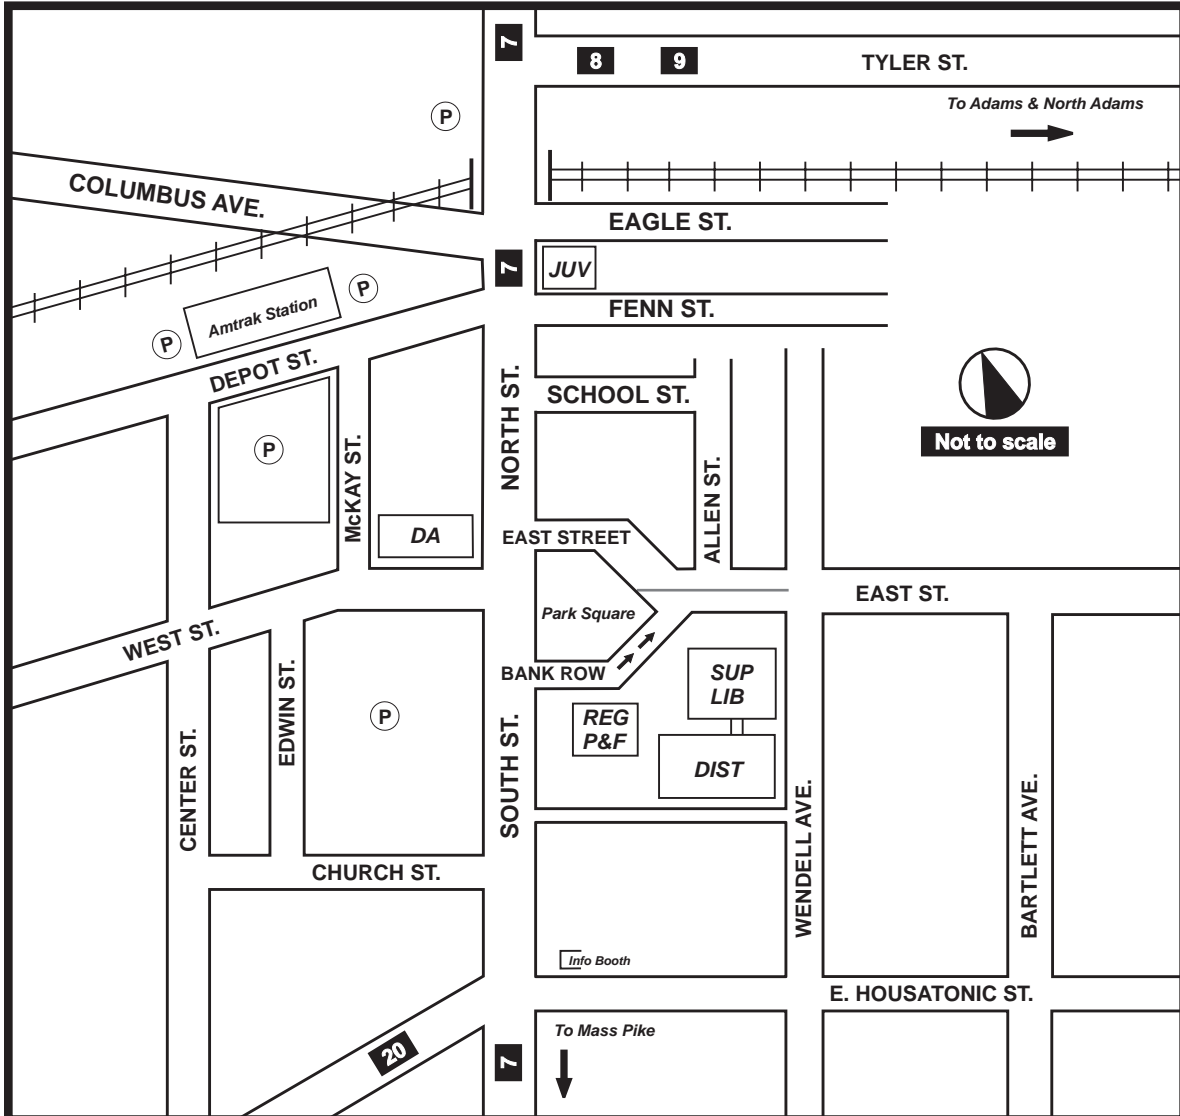 7
8
9
TYLER ST.
To Adams & North Adams
P
COLUMBUS AVE.
EAGLE ST.
7
JUV
P
Amtrak Station
FENN ST.
P
DEPOT ST.
NORTH ST.
SCHOOL ST.
Not to scale
P
McKAY ST.
ALLEN ST.
DA
EAST STREET
EAST ST.
Park Square
WEST ST.
BANK ROW
SUP
LIB
EDWIN ST.
P
REG
P&F
DIST
CENTER ST.
SOUTH ST.
WENDELL AVE.
BARTLETT AVE.
CHURCH ST.
Info Booth
E. HOUSATONIC ST.
To Mass Pike
20
7